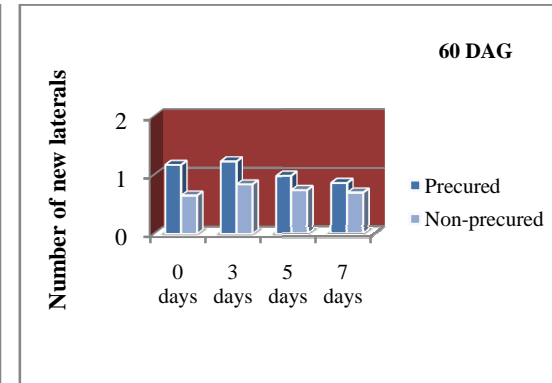 60 DAG
Number of new laterals
2
1
0
0 days
3 days
5 days
7 days
Precured
Non-precured